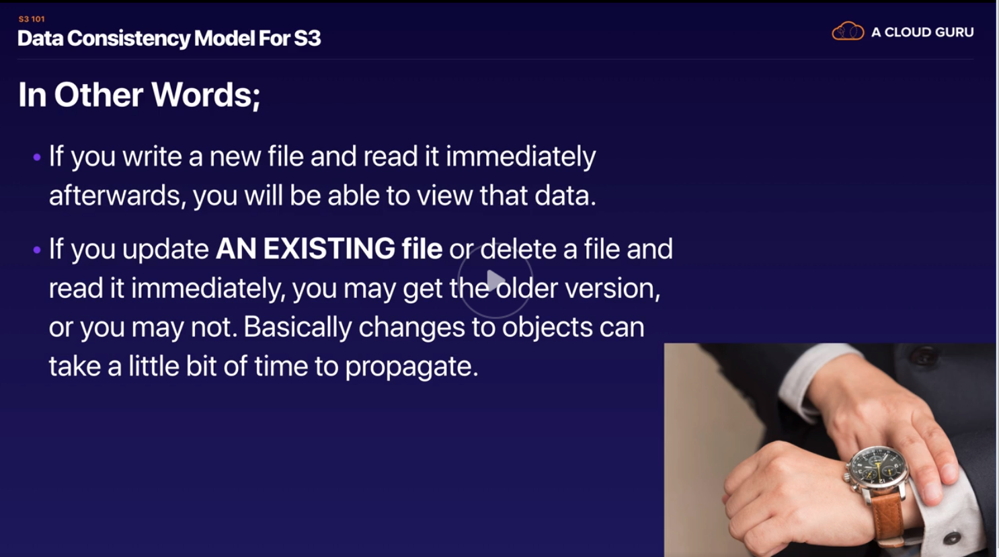 S3 101
Data Consistency Model For S3
A CLOUD GURU
In Other Words;
• If you write a new file and read it immediately
afterwards, you will be able to view that data.
• If you update AN EXISTING file or delete a file and
read it immediately, you may get the older version,
or you may not. Basically changes to objects can
take a little bit of time to propagate.